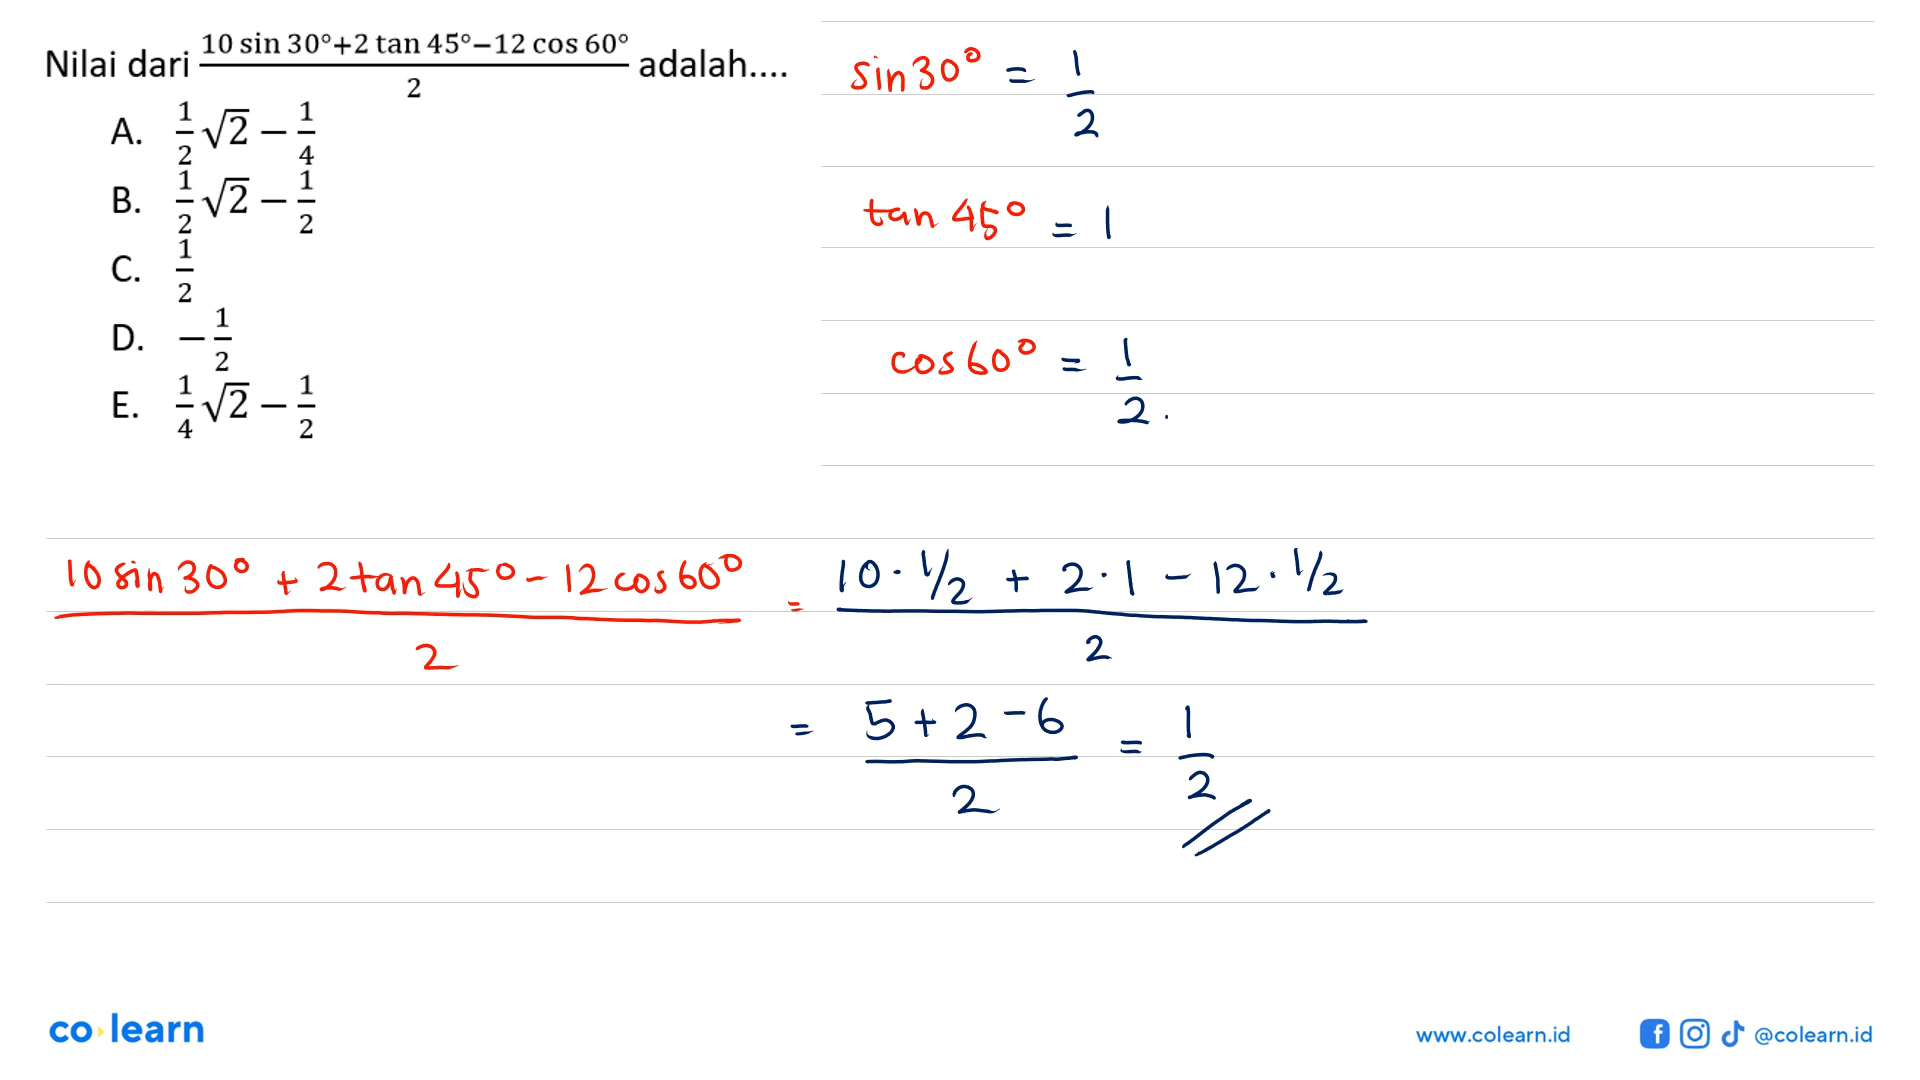 Nilai dari (10 sin 30°+2 tan 45°−12 cos 60°)/2 adalah....
A. 1/2 √2 − 1/4
B. 1/2 √2 − 1/2
C. 1/2
D. − 1/2
E. 1/4 √2 − 1/2
sin 30° = 1/2
tan 45° = 1
cos 60° = 1/2.
(10 sin 30° + 2 tan 45° − 12 cos 60°)/2 = (10 · 1/2 + 2 · 1 − 12 · 1/2)/2
= (5 + 2 − 6)/2 = 1/2
co learn
www.colearn.id
@colearn.id